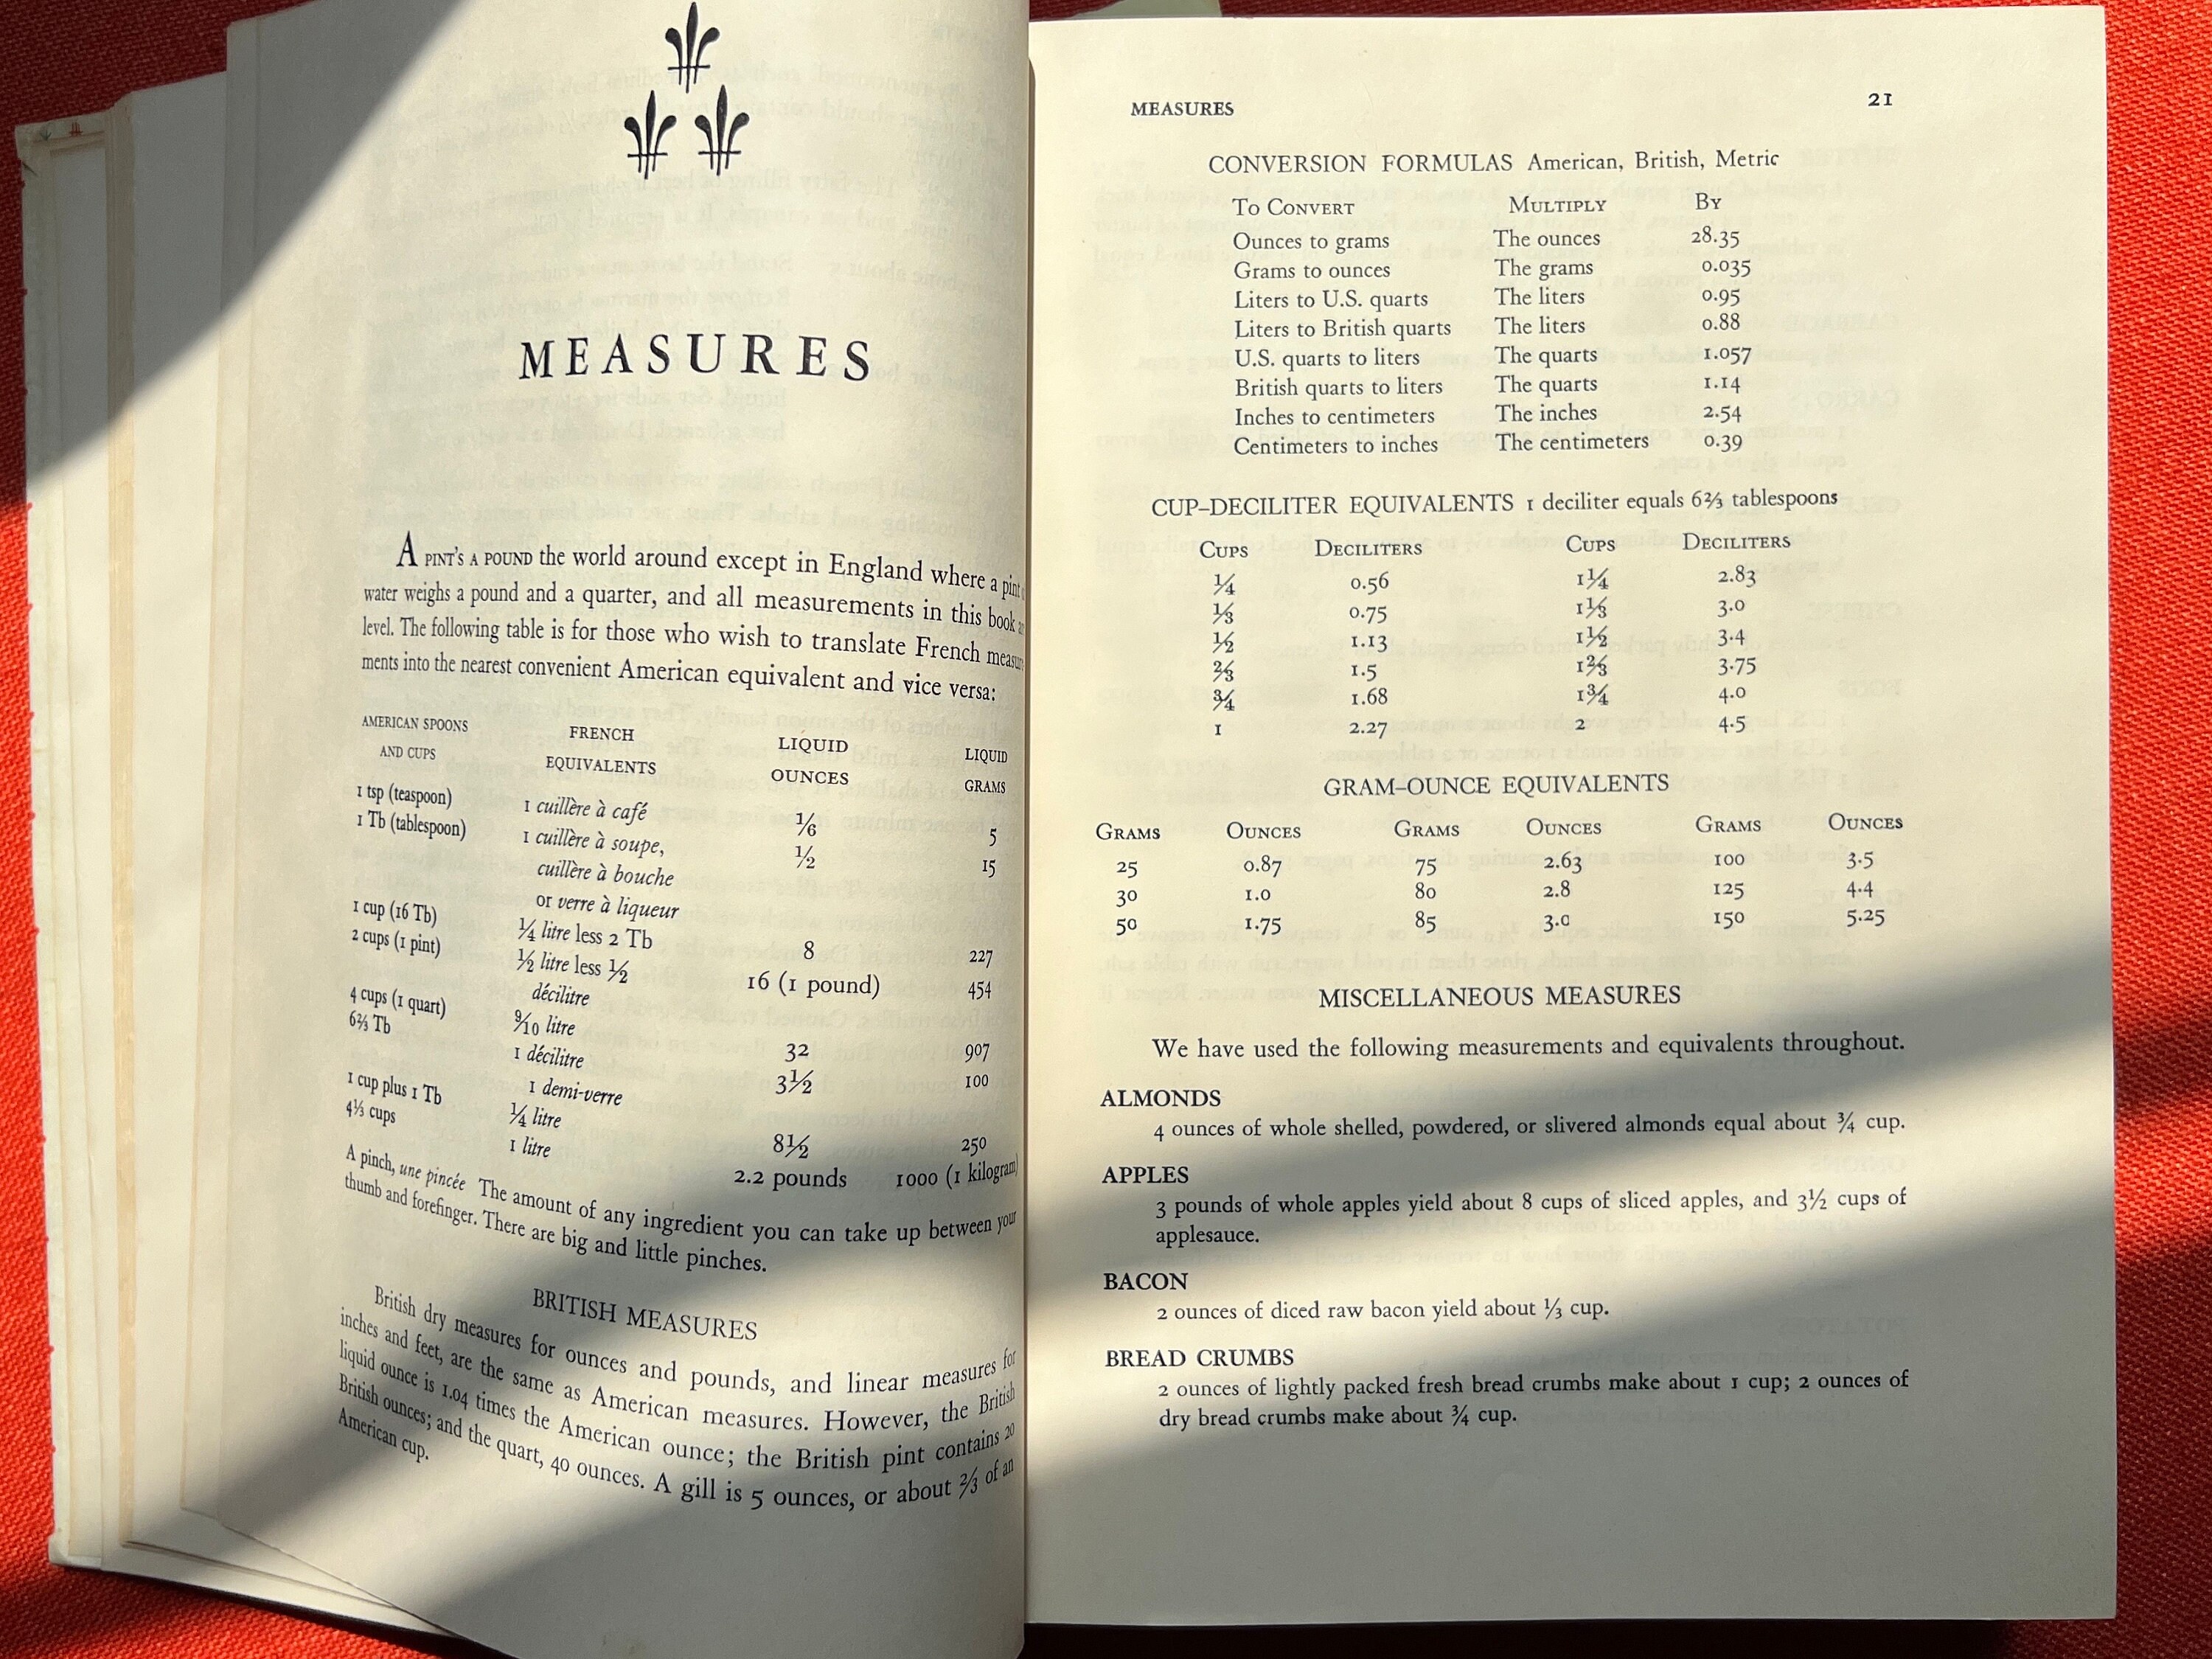 MEASURES
A PINT'S A POUND the world around except in England where a pint
water weighs a pound and a quarter, and all measurements in this book
level. The following table is for those who wish to translate French measure
ments into the nearest convenient American equivalent and vice versa:
AMERICAN SPOONS AND CUPS FRENCH EQUIVALENTS LIQUID OUNCES LIQUID GRAMS
1 tsp (teaspoon) 1 cuillère à café 1/6 5
1 Tb (tablespoon) 1 cuillère à soupe, 1/2 15
cuillère à bouche
or verre à liqueur
1 cup (16 Tb) ¼ litre less 2 Tb 8 227
2 cups (1 pint) ½ litre less ½ 16 (1 pound) 454
décilitre
4 cups (1 quart) 9/10 litre 32 907
6⅔ Tb 1 décilitre 3½ 100
1 demi-verre
1 cup plus 1 Tb ¼ litre 8½ 250
4⅓ cups 1 litre 2.2 pounds 1000 (1 kilogram)
A pinch, une pincée The amount of any ingredient you can take up between your
thumb and forefinger. There are big and little pinches.
BRITISH MEASURES
British dry measures for ounces and pounds, and linear measures for
inches and feet, are the same as American measures. However, the British
liquid ounce is 1.04 times the American ounce; the British pint contains 20
British ounces; and the quart, 40 ounces. A gill is 5 ounces, or about ⅔ of an
American cup.
MEASURES 21
CONVERSION FORMULAS American, British, Metric
TO CONVERT MULTIPLY BY
Ounces to grams The ounces 28.35
Grams to ounces The grams 0.035
Liters to U.S. quarts The liters 0.95
Liters to British quarts The liters 0.88
U.S. quarts to liters The quarts 1.057
British quarts to liters The quarts 1.14
Inches to centimeters The inches 2.54
Centimeters to inches The centimeters 0.39
CUP–DECILITER EQUIVALENTS 1 deciliter equals 6⅔ tablespoons
CUPS DECILITERS CUPS DECILITERS
¼ 0.56 1¼ 2.83
⅓ 0.75 1⅓ 3.0
½ 1.13 1½ 3.4
⅔ 1.5 1⅔ 3.75
¾ 1.68 1¾ 4.0
1 2.27 2 4.5
GRAM–OUNCE EQUIVALENTS
GRAMS OUNCES GRAMS OUNCES GRAMS OUNCES
25 0.87 75 2.63 100 3.5
30 1.0 80 2.8 125 4.4
50 1.75 85 3.0 150 5.25
MISCELLANEOUS MEASURES
We have used the following measurements and equivalents throughout.
ALMONDS
4 ounces of whole shelled, powdered, or slivered almonds equal about ¾ cup.
APPLES
3 pounds of whole apples yield about 8 cups of sliced apples, and 3½ cups of
applesauce.
BACON
2 ounces of diced raw bacon yield about ⅓ cup.
BREAD CRUMBS
2 ounces of lightly packed fresh bread crumbs make about 1 cup; 2 ounces of
dry bread crumbs make about ¾ cup.